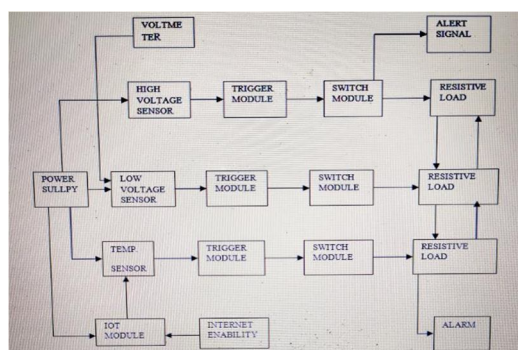 VOLTME
TER
ALERT
SIGNAL
HIGH
VOLTAGE
SENSOR
TRIGGER
MODULE
SWITCH
MODULE
RESISTIVE
LOAD
POWER
SULLPY
LOW
VOLTAGE
SENSOR
TRIGGER
MODULE
SWITCH
MODULE
RESISTIVE
LOAD
TEMP.
SENSOR
TRIGGER
MODULE
SWITCH
MODULE
RESISTIVE
LOAD
IOT
MODULE
INTERNET
ENABILITY
ALARM